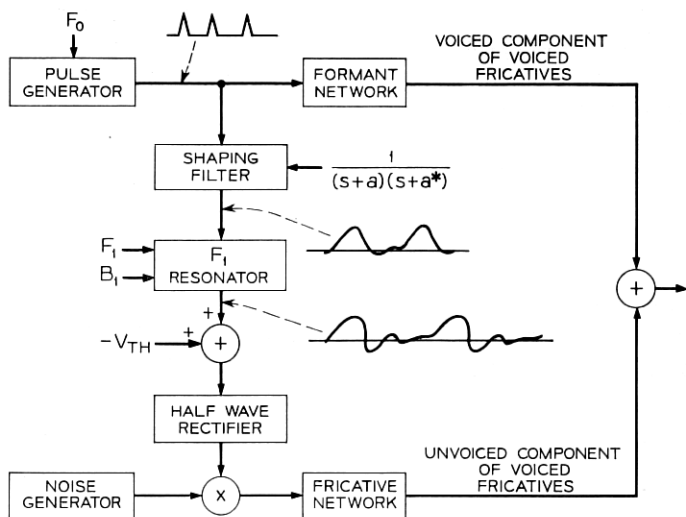 F0
PULSE
GENERATOR
FORMANT
NETWORK
VOICED COMPONENT
OF VOICED
FRICATIVES
SHAPING
FILTER
1
(s+a)(s+a*)
F1
B1
F1
RESONATOR
+
+
-VTH
+
+
HALF WAVE
RECTIFIER
NOISE
GENERATOR
X
FRICATIVE
NETWORK
UNVOICED COMPONENT
OF VOICED
FRICATIVES